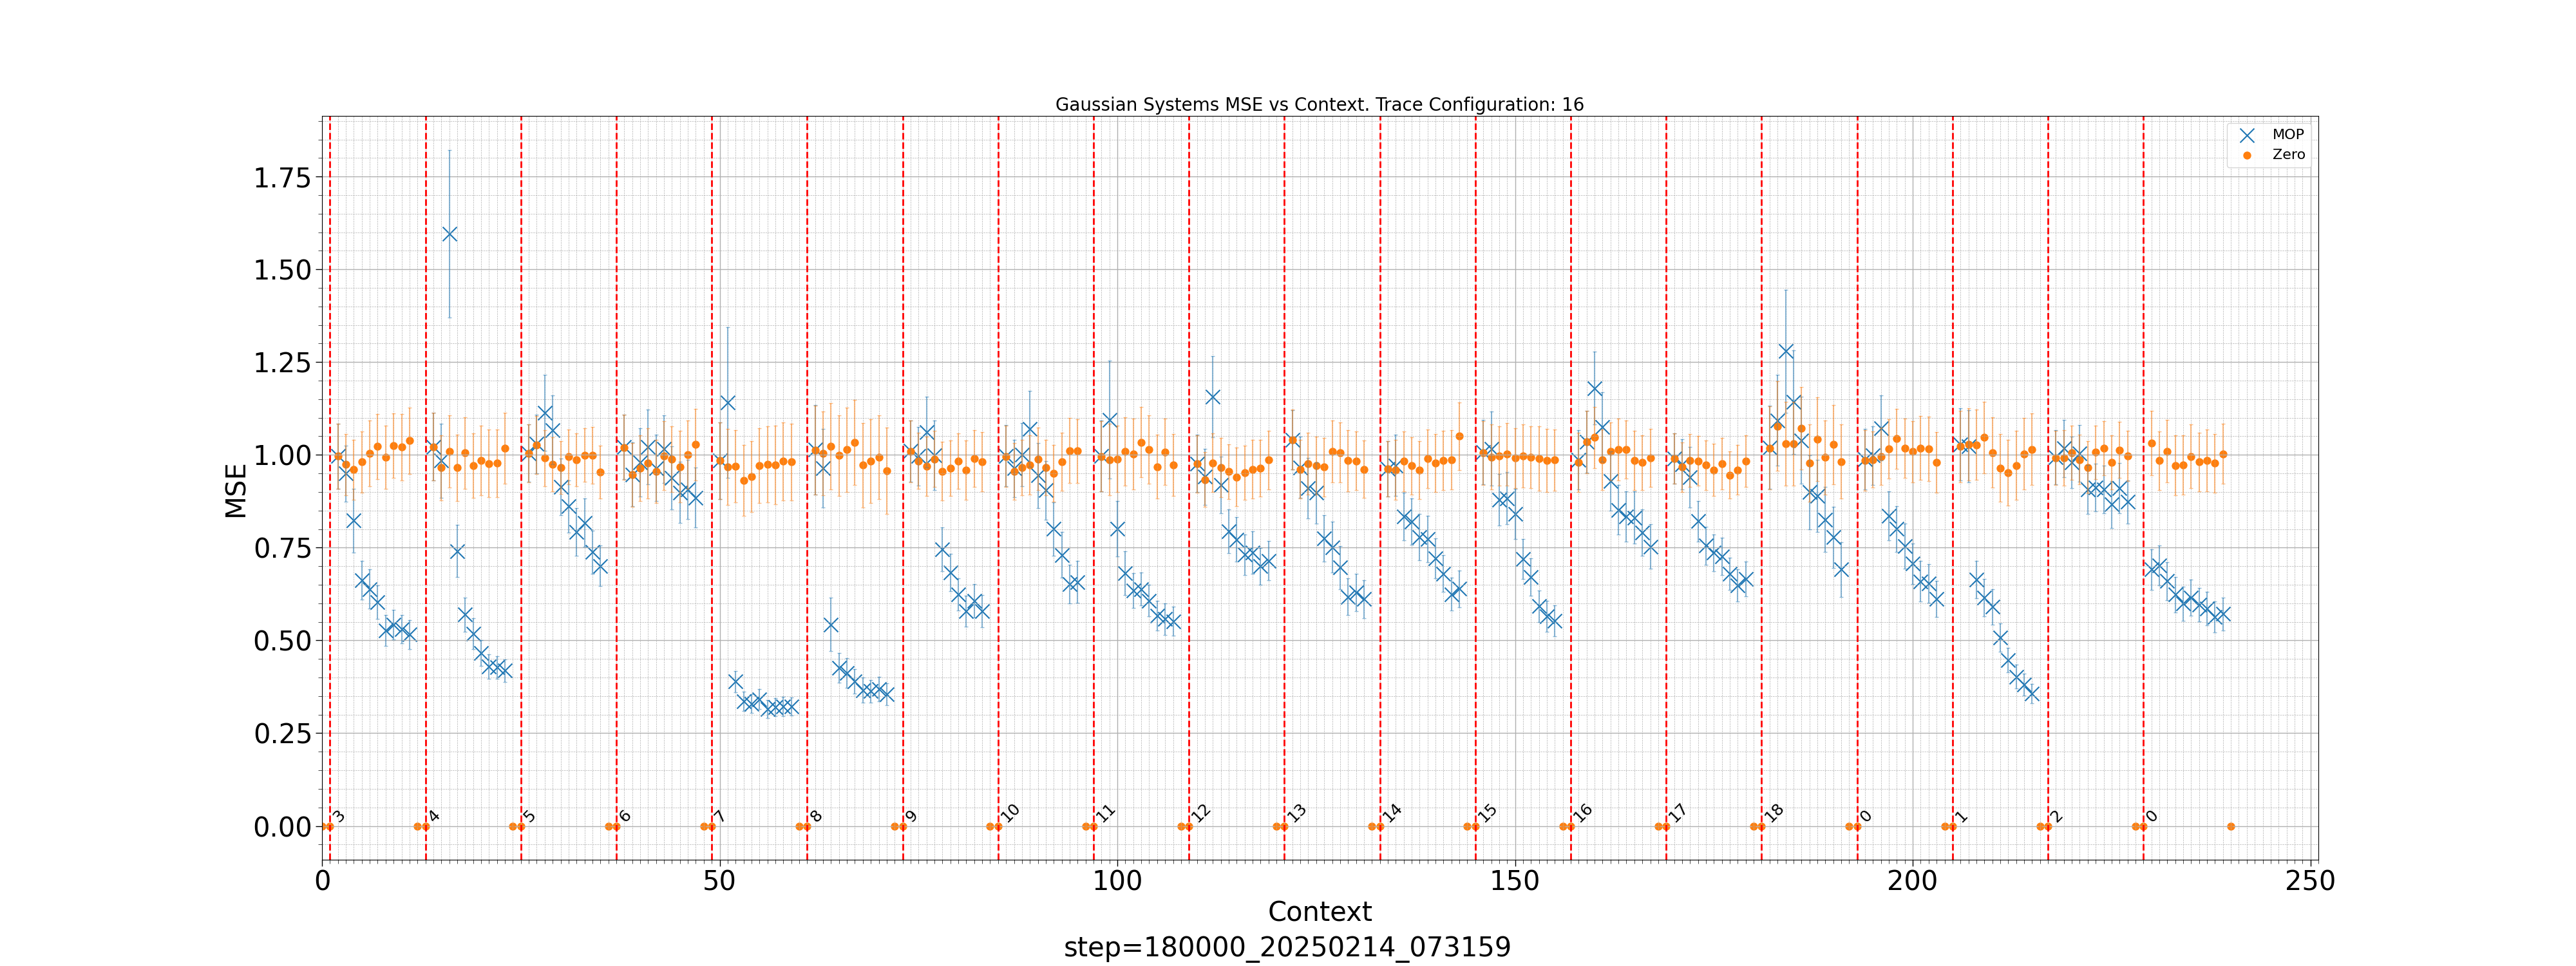 Gaussian Systems MSE vs Context. Trace Configuration: 16
MOP
Zero
1.75
1.50
1.25
1.00
0.75
0.50
0.25
0.00
MSE
3 4 5 6 7 8 9 10 11 12 13 14 15 16 17 18 0 1 2 0
0 50 100 150 200 250
Context
step=180000_20250214_073159